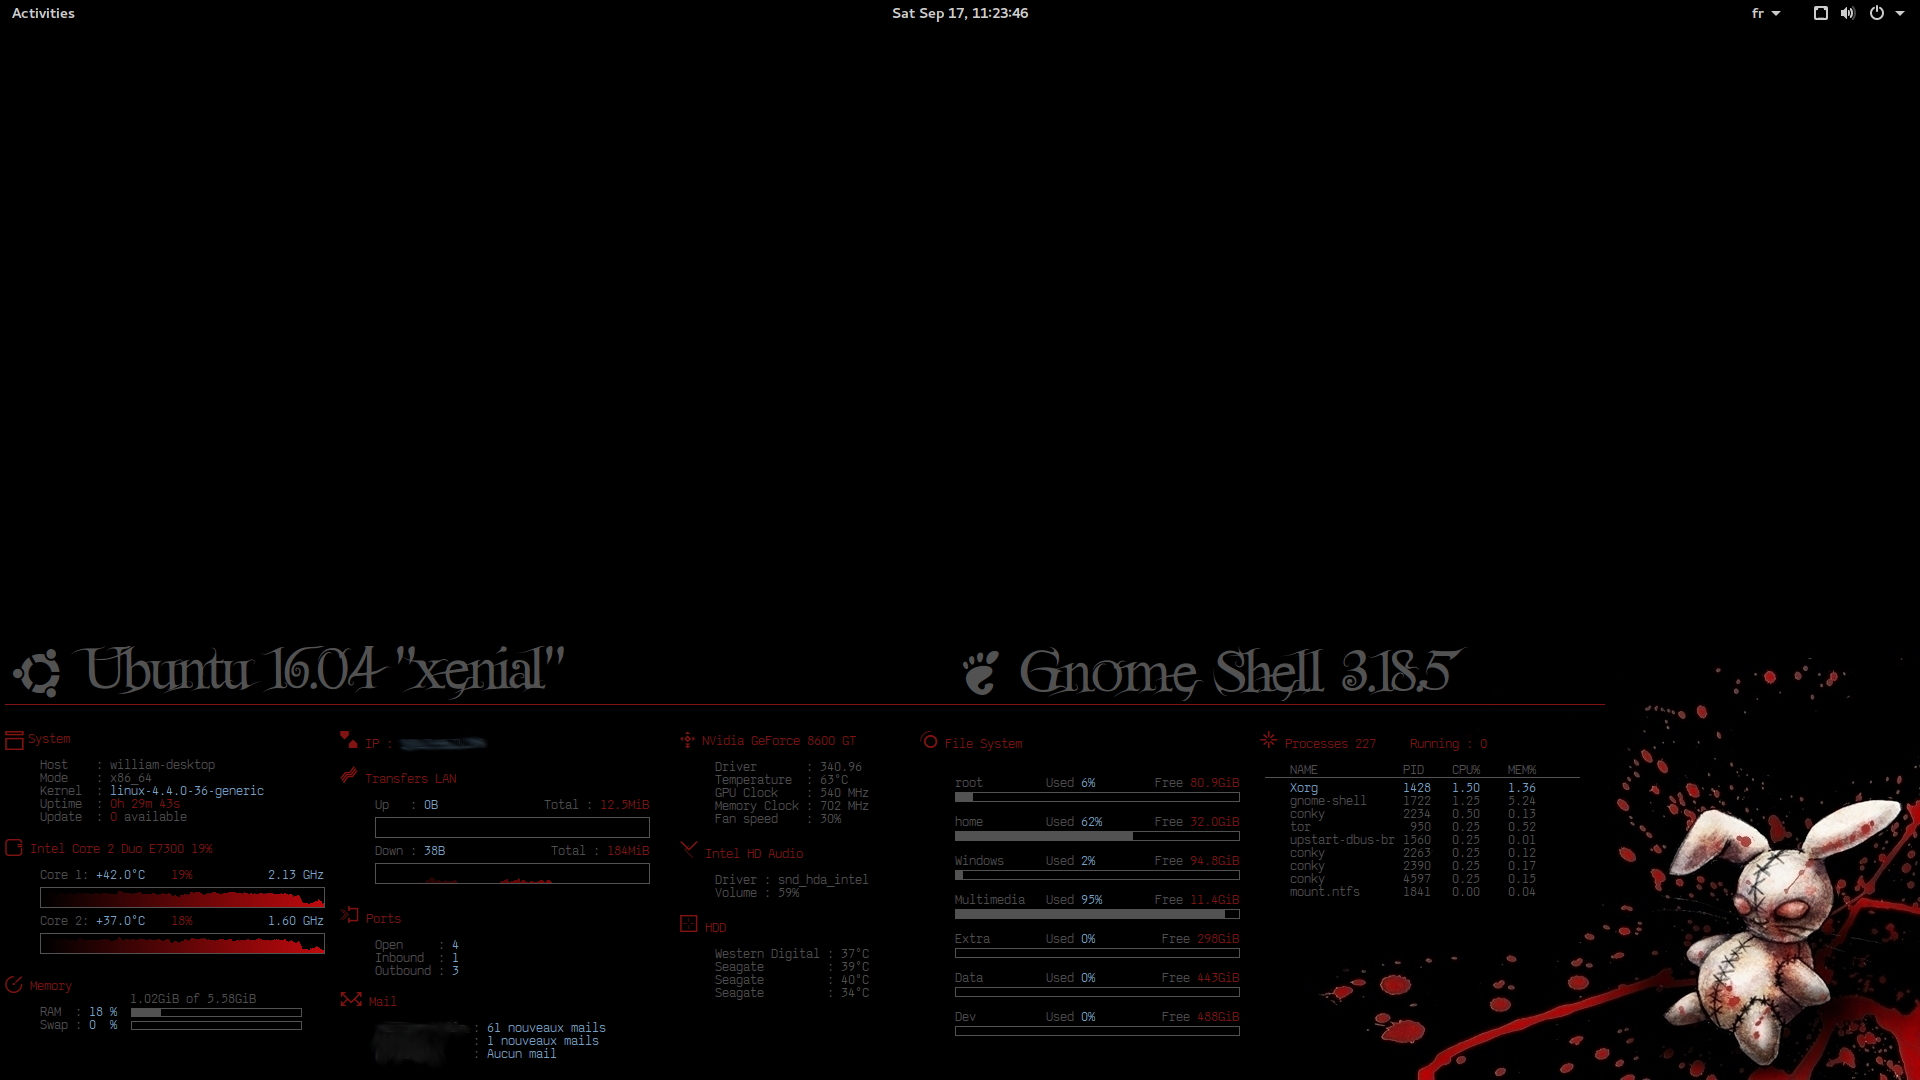 Activities
Sat Sep 17, 11:23:46
fr
Ubuntu 16.04 "xenial"
Gnome Shell 3.18.5
System
Host : william-desktop
Mode : x86_64
Kernel : linux-4.4.0-36-generic
Uptime : 0h 29m 43s
Update : 0 available
Intel Core 2 Duo E7300 19%
Core 1: +42.0°C 19% 2.13 GHz
Core 2: +37.0°C 18% 1.60 GHz
Memory
1.02GiB of 5.58GiB
RAM : 18 %
Swap : 0 %
IP :
Transfers LAN
Up : 0B Total : 12.5MiB
Down : 38B Total : 184MiB
Ports
Open : 4
Inbound : 1
Outbound : 3
Mail
: 61 nouveaux mails
: 1 nouveaux mails
: Aucun mail
NVidia GeForce 8600 GT
Driver : 340.96
Temperature : 63°C
GPU Clock : 540 MHz
Memory Clock : 702 MHz
Fan speed : 30%
Intel HD Audio
Driver : snd_hda_intel
Volume : 59%
HDD
Western Digital : 37°C
Seagate : 39°C
Seagate : 40°C
Seagate : 34°C
File System
root Used 6% Free 80.9GiB
home Used 62% Free 32.0GiB
Windows Used 2% Free 94.8GiB
Multimedia Used 95% Free 11.4GiB
Extra Used 0% Free 298GiB
Data Used 0% Free 443GiB
Dev Used 0% Free 488GiB
Processes 227 Running : 0
NAME PID CPU% MEM%
Xorg 1428 1.50 1.36
gnome-shell 1722 1.25 5.24
conky 2234 0.50 0.13
tor 950 0.25 0.52
upstart-dbus-br 1560 0.25 0.01
conky 2263 0.25 0.12
conky 2390 0.25 0.17
conky 4597 0.25 0.15
mount.ntfs 1841 0.00 0.04